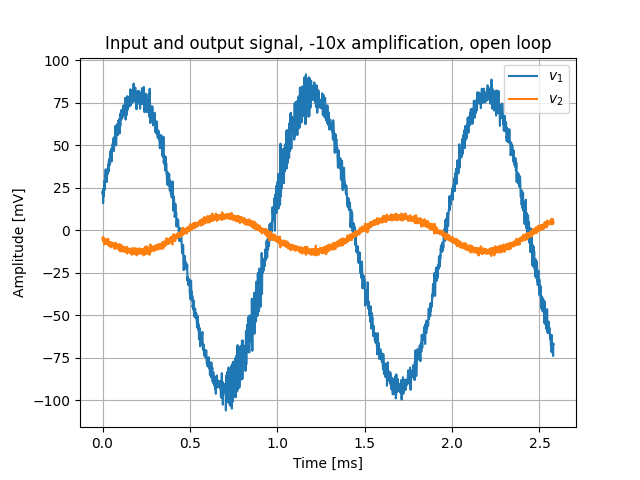 Input and output signal, -10x amplification, open loop
v₁
v₂
Amplitude [mV]
100
75
50
25
0
−25
−50
−75
−100
0.0 0.5 1.0 1.5 2.0 2.5
Time [ms]